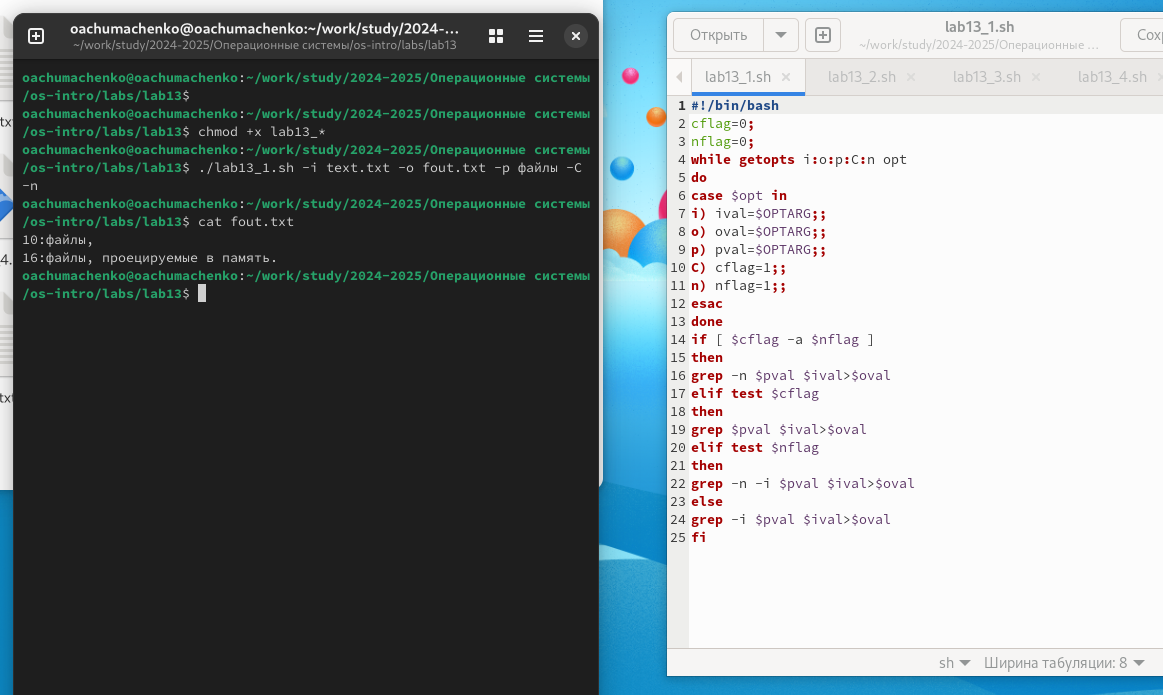 oachumachenko@oachumachenko:~/work/study/2024-...
~/work/study/2024-2025/Операционные системы/os-intro/labs/lab13
oachumachenko@oachumachenko:~/work/study/2024-2025/Операционные системы
/os-intro/labs/lab13$
oachumachenko@oachumachenko:~/work/study/2024-2025/Операционные системы
/os-intro/labs/lab13$ chmod +x lab13_*
oachumachenko@oachumachenko:~/work/study/2024-2025/Операционные системы
/os-intro/labs/lab13$ ./lab13_1.sh -i text.txt -o fout.txt -p файлы -C
-n
oachumachenko@oachumachenko:~/work/study/2024-2025/Операционные системы
/os-intro/labs/lab13$ cat fout.txt
10:файлы,
16:файлы, проецируемые в память.
oachumachenko@oachumachenko:~/work/study/2024-2025/Операционные системы
/os-intro/labs/lab13$
Открыть
lab13_1.sh
~/work/study/2024-2025/Операционные ...
lab13_1.sh
lab13_2.sh
lab13_3.sh
lab13_4.sh
1 #!/bin/bash
2 cflag=0;
3 nflag=0;
4 while getopts i:o:p:C:n opt
5 do
6 case $opt in
7 i) ival=$OPTARG;;
8 o) oval=$OPTARG;;
9 p) pval=$OPTARG;;
10 C) cflag=1;;
11 n) nflag=1;;
12 esac
13 done
14 if [ $cflag -a $nflag ]
15 then
16 grep -n $pval $ival>$oval
17 elif test $cflag
18 then
19 grep $pval $ival>$oval
20 elif test $nflag
21 then
22 grep -n -i $pval $ival>$oval
23 else
24 grep -i $pval $ival>$oval
25 fi
sh
Ширина табуляции: 8